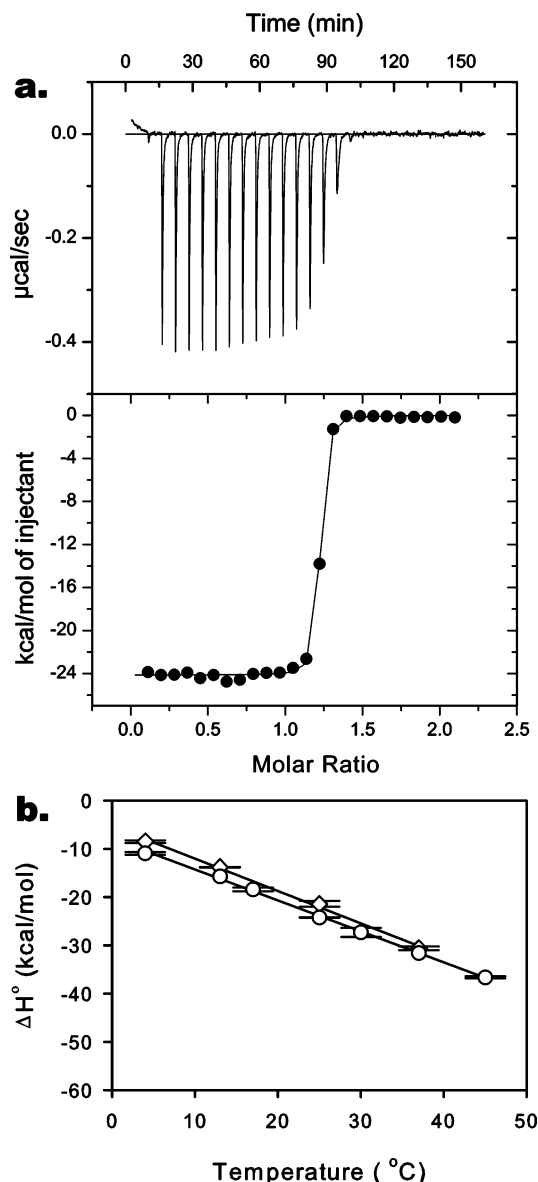 Time (min)
0 30 60 90 120 150
a.
0.0
-0.2
-0.4
µcal/sec
0
-4
-8
-12
-16
-20
-24
kcal/mol of injectant
0.0 0.5 1.0 1.5 2.0 2.5
Molar Ratio
b.
0
-10
-20
-30
-40
-50
-60
ΔH° (kcal/mol)
0 10 20 30 40 50
Temperature ( °C)